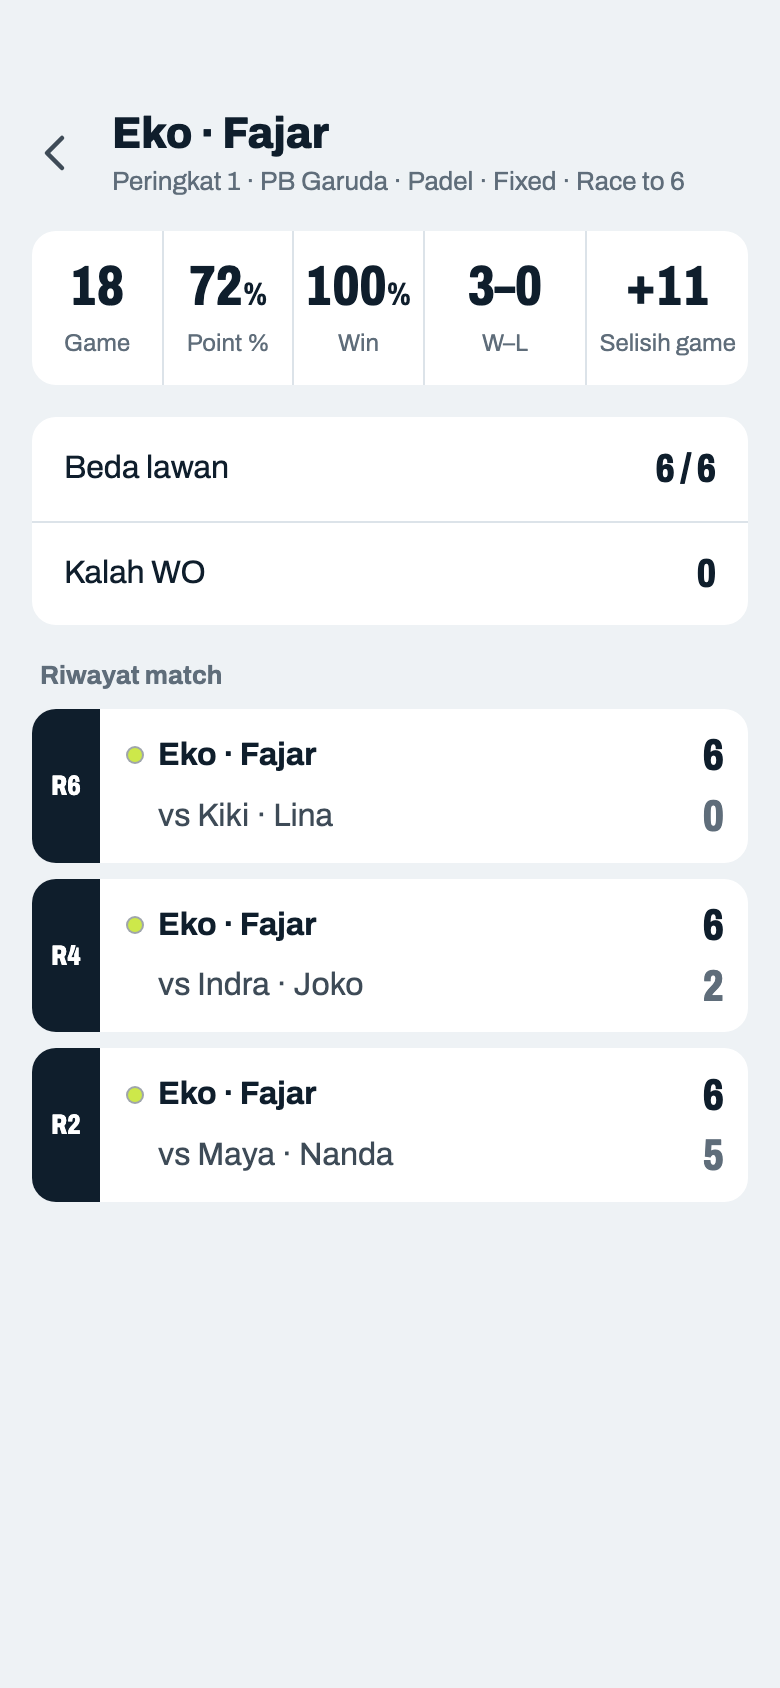 Eko · Fajar
Peringkat 1 · PB Garuda · Padel · Fixed · Race to 6
18 72% 100% 3–0 +11
Game Point % Win W–L Selisih game
Beda lawan 6/6
Kalah WO 0
Riwayat match
R6
Eko · Fajar 6
vs Kiki · Lina 0
R4
Eko · Fajar 6
vs Indra · Joko 2
R2
Eko · Fajar 6
vs Maya · Nanda 5